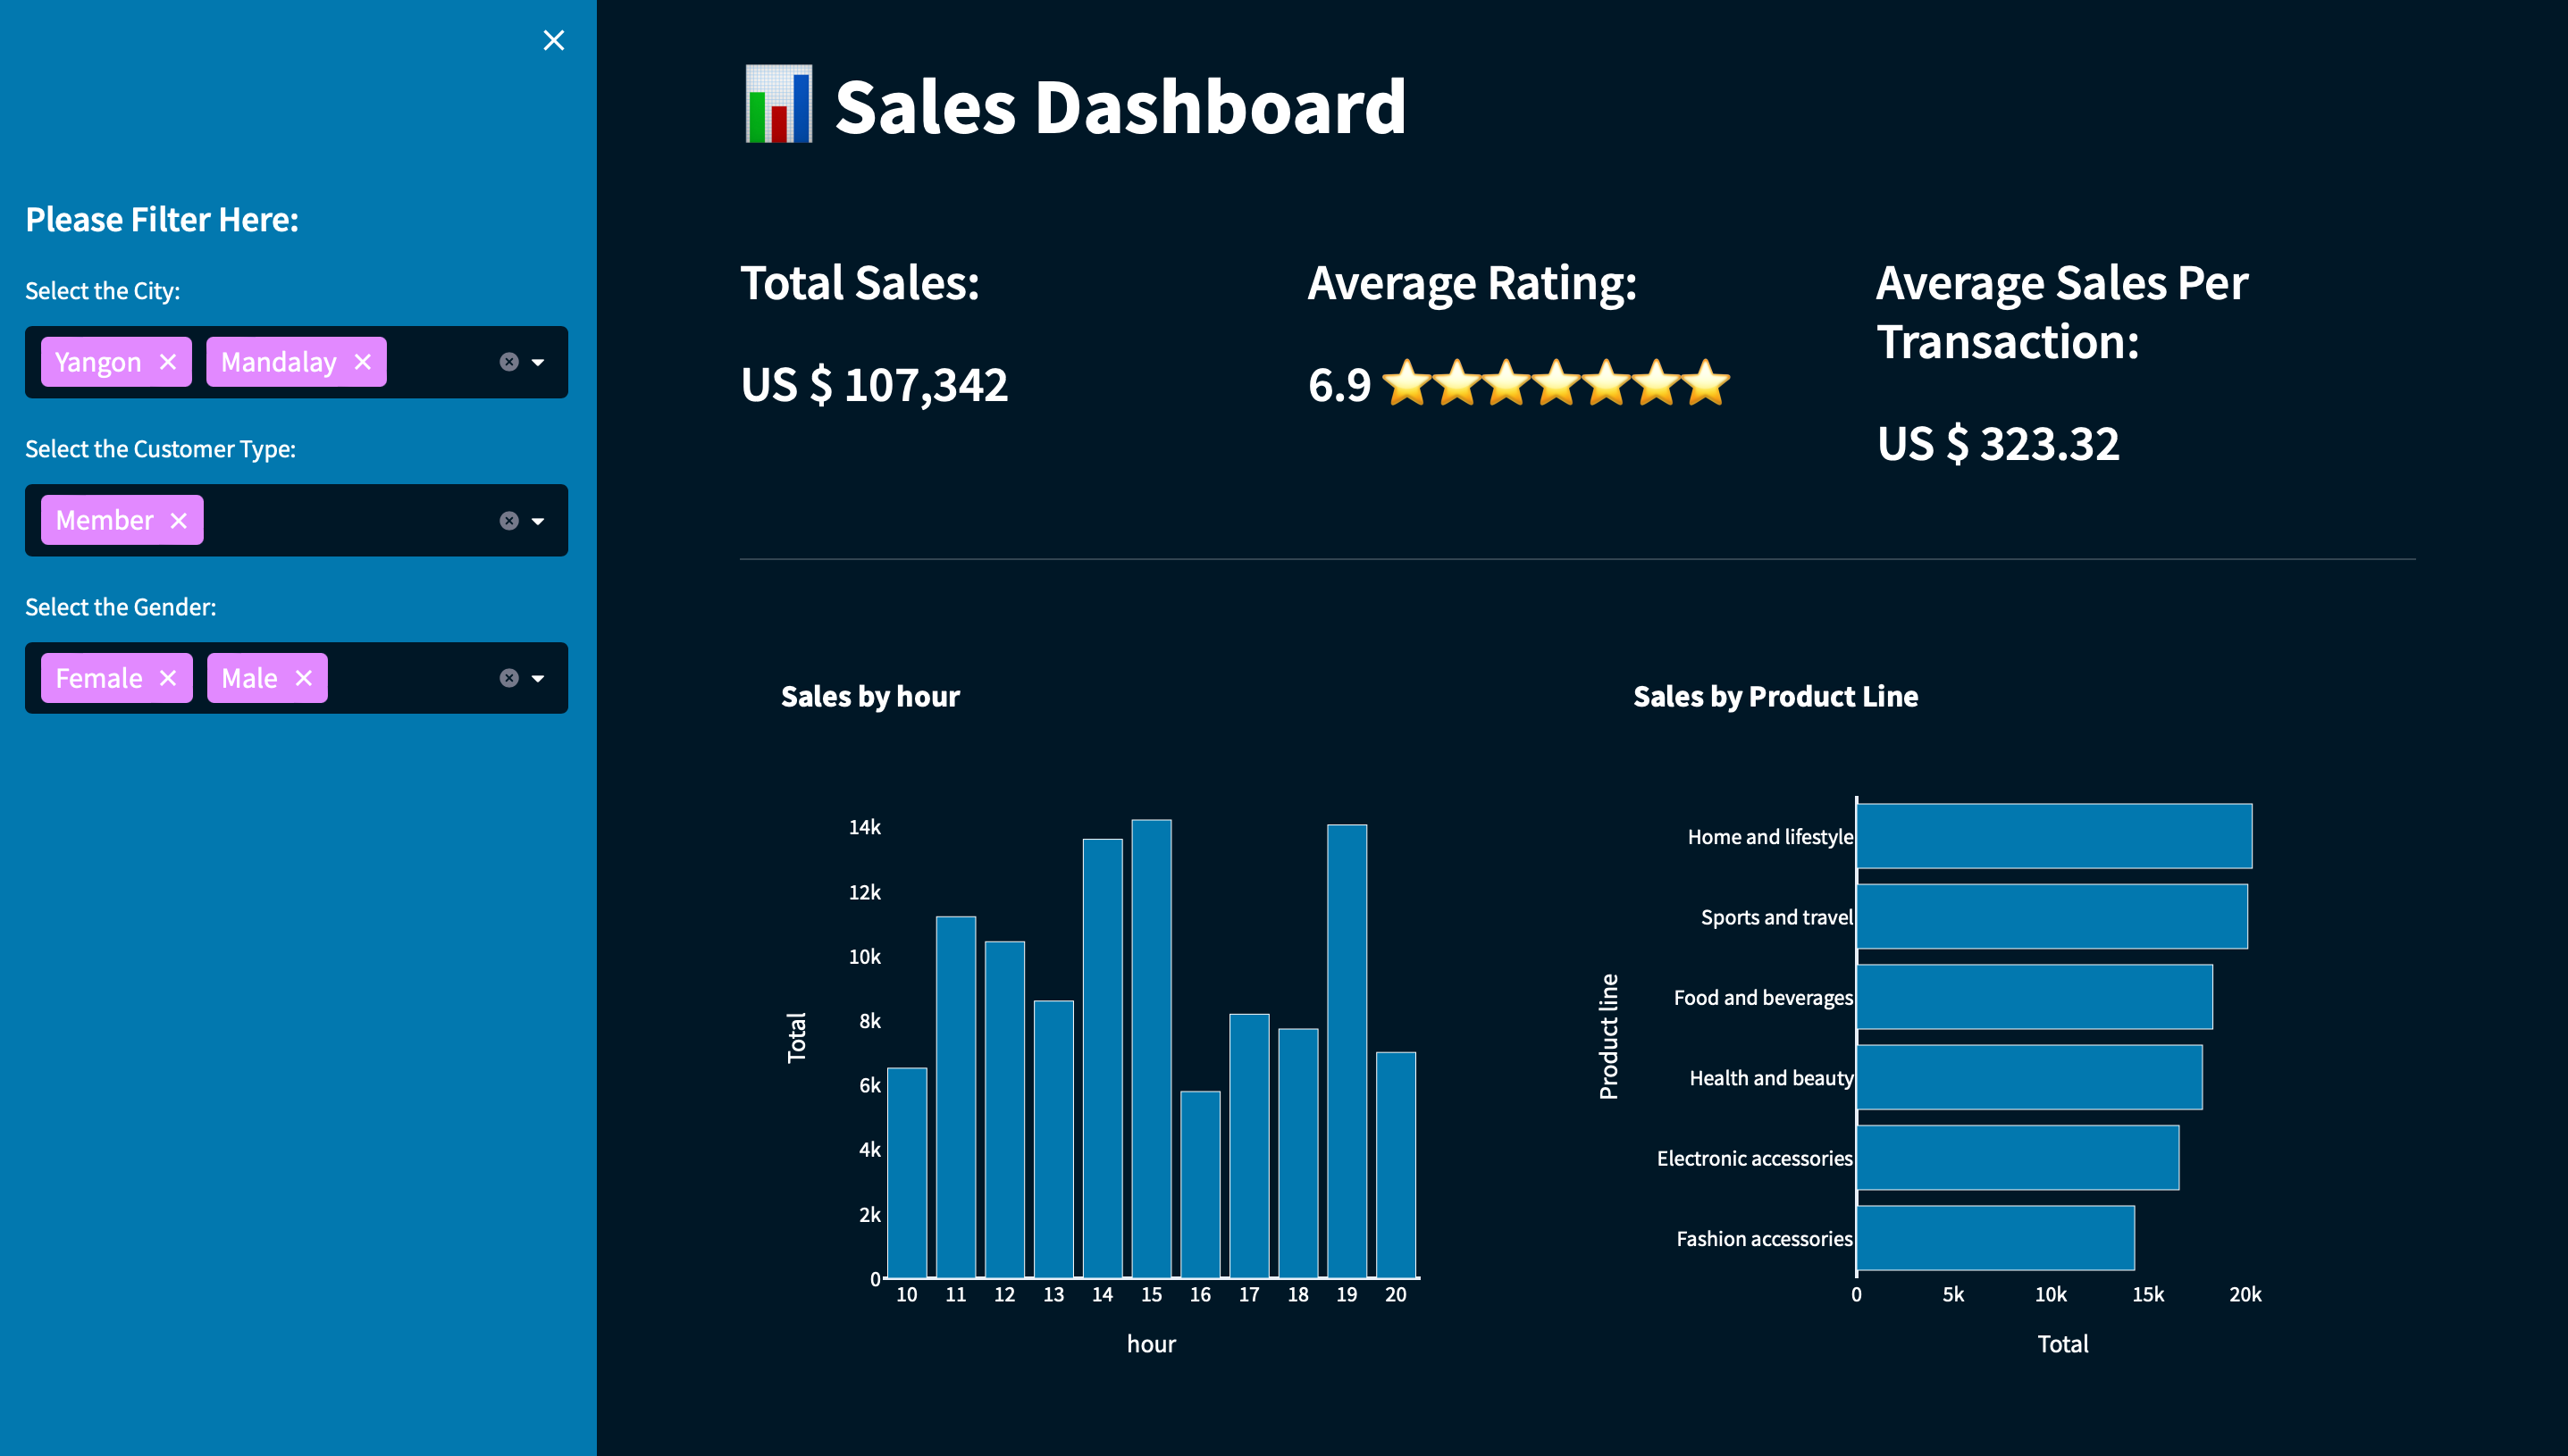 Please Filter Here:
Select the City:
Yangon Mandalay
Select the Customer Type:
Member
Select the Gender:
Female Male
Sales Dashboard
Total Sales:
US $ 107,342
Average Rating:
6.9 ⭐⭐⭐⭐⭐⭐⭐
Average Sales Per
Transaction:
US $ 323.32
Sales by hour
Total
14k
12k
10k
8k
6k
4k
2k
0
10 11 12 13 14 15 16 17 18 19 20
hour
Sales by Product Line
Product line
Home and lifestyle
Sports and travel
Food and beverages
Health and beauty
Electronic accessories
Fashion accessories
0 5k 10k 15k 20k
Total